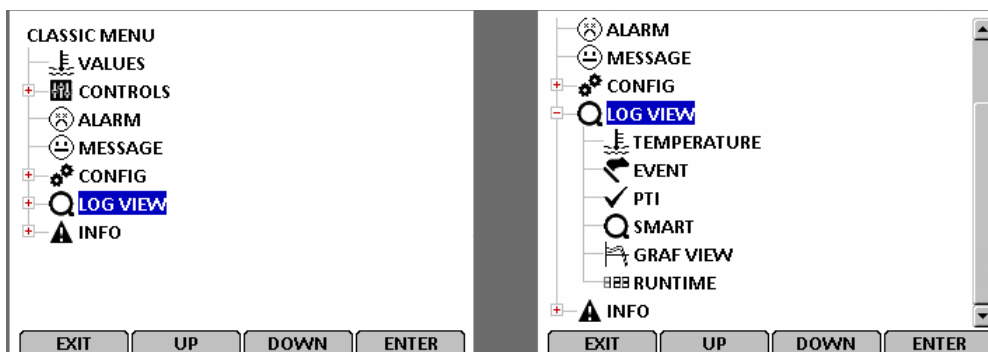 CLASSIC MENU
VALUES
CONTROLS
ALARM
MESSAGE
CONFIG
LOG VIEW
INFO
EXIT UP DOWN ENTER
ALARM
MESSAGE
CONFIG
LOG VIEW
TEMPERATURE
EVENT
PTI
SMART
GRAF VIEW
RUNTIME
INFO
EXIT UP DOWN ENTER